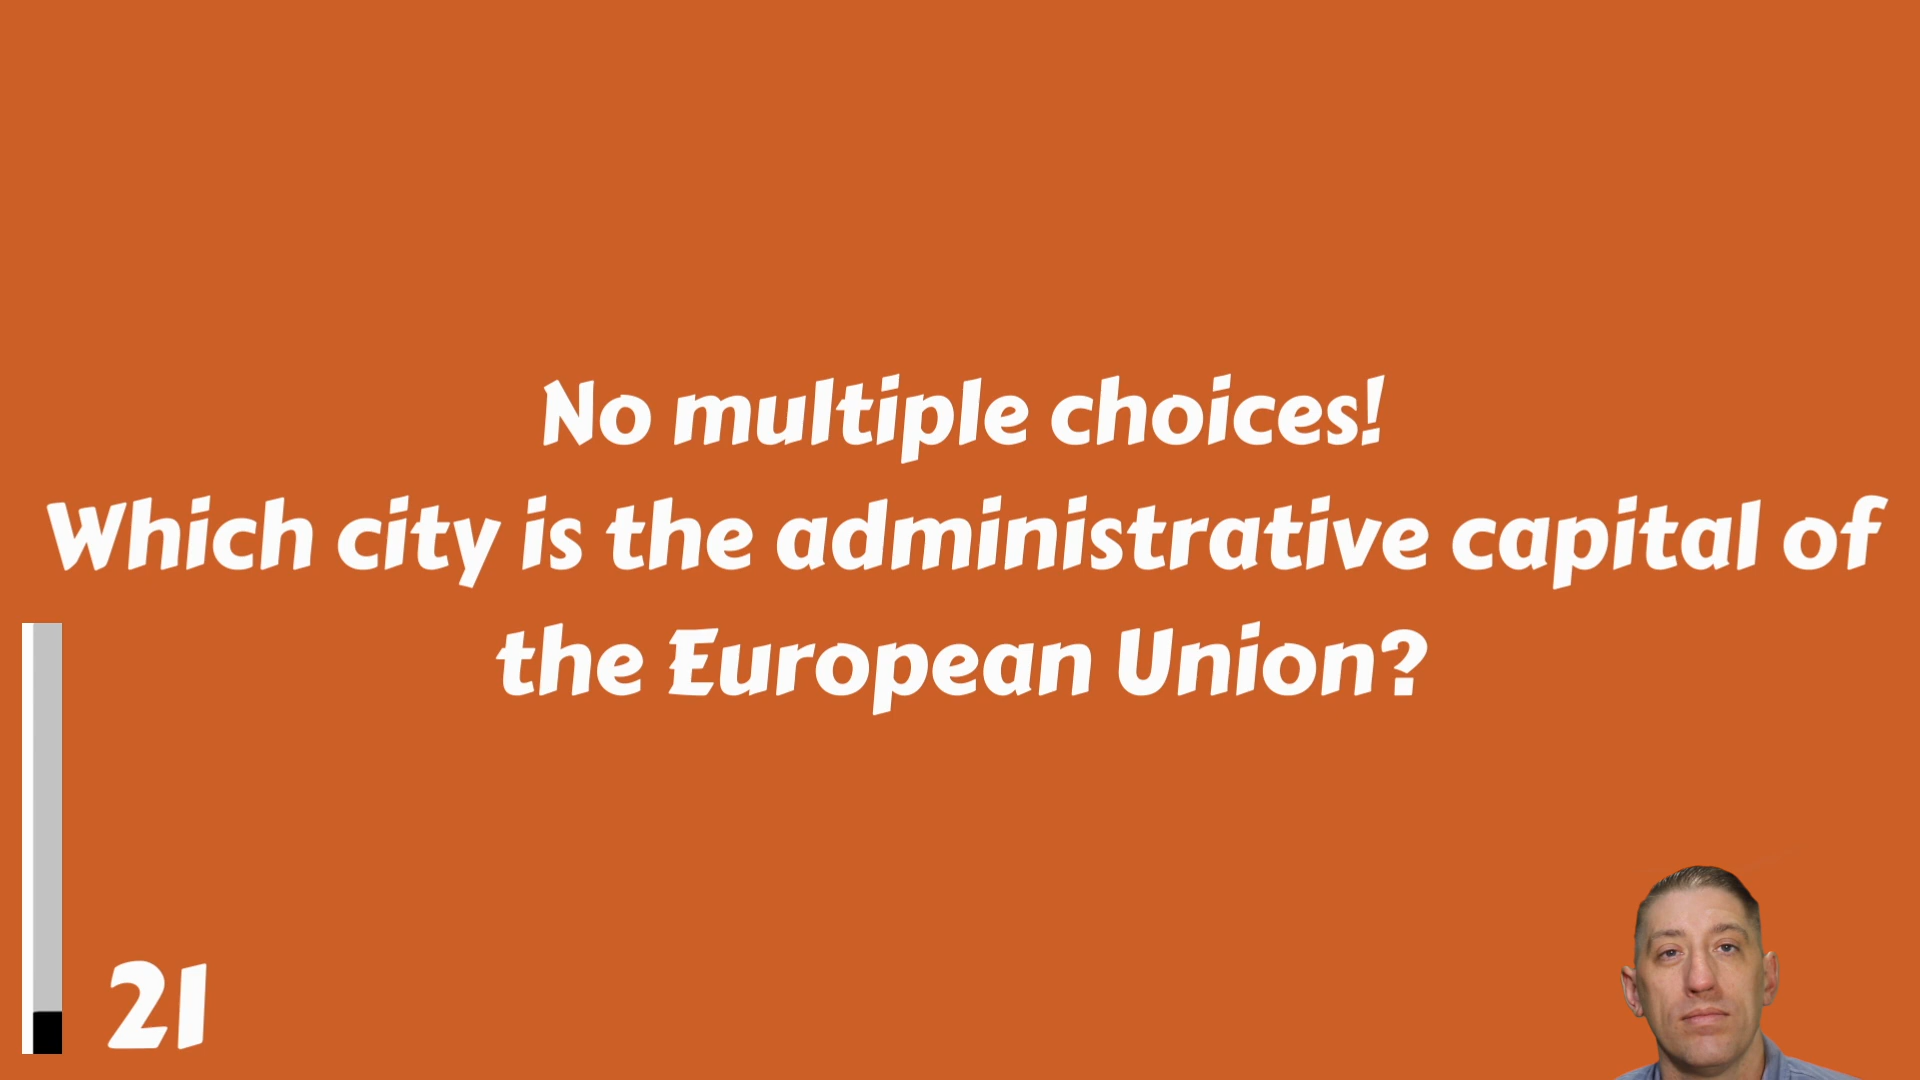 No multiple choices!
Which city is the administrative capital of
the European Union?
21